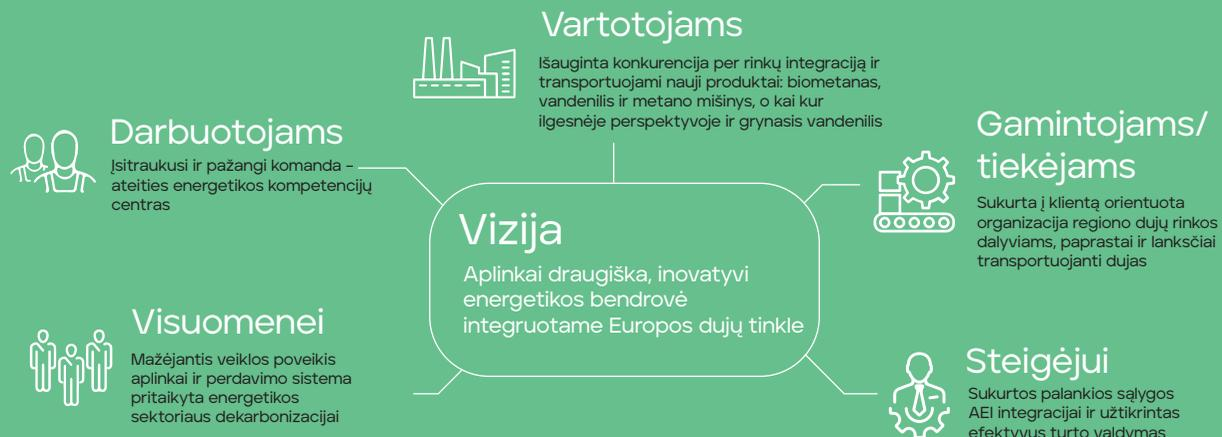 Vartotojams
Išauginta konkurencija per rinkų integraciją ir
transportuojami nauji produktai: biometanas,
vandenilis ir metano mišinys, o kai kur
ilgesnėje perspektyvoje ir grynasis vandenilis
Darbuotojams
Įsitraukusi ir pažangi komanda –
ateities energetikos kompetencijų
centras
Gamintojams/
tiekėjams
Sukurta į klientą orientuota
organizacija regiono dujų rinkos
dalyviams, paprastai ir lanksčiai
transportuojanti dujas
Vizija
Aplinkai draugiška, inovatyvi
energetikos bendrovė
integruotame Europos dujų tinkle
Visuomenei
Mažėjantis veiklos poveikis
aplinkai ir perdavimo sistema
pritaikyta energetikos
sektoriaus dekarbonizacijai
Steigėjui
Sukurtos palankios sąlygos
AEI integracijai ir užtikrintas
efektyvus turto valdymas